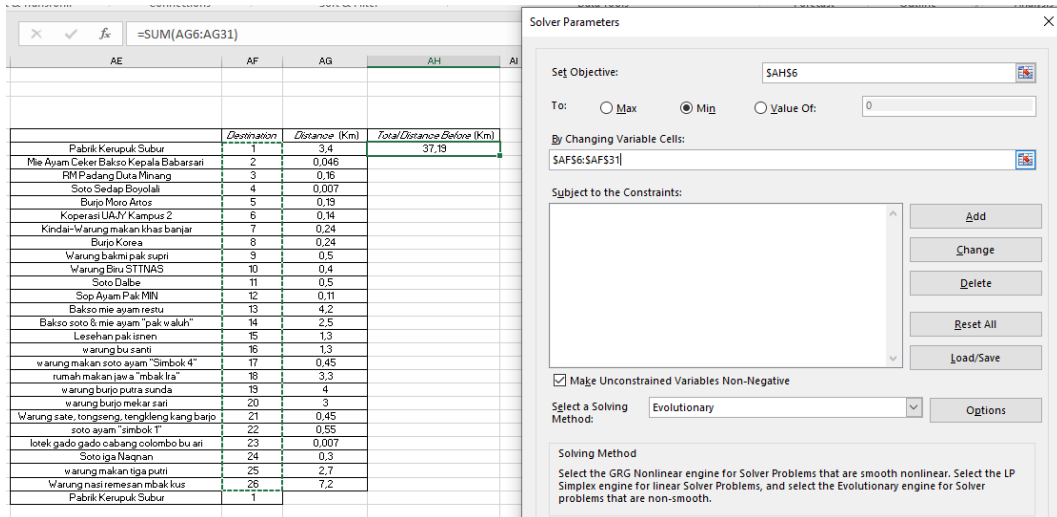 Solver Parameters
×
fx
=SUM(AG6:AG31)
AE AF AG AH AI
Set Objective: $AH$6
To: Max Min Value Of: 0
By Changing Variable Cells:
$AF$6:$AF$31
Subject to the Constraints:
Add
Change
Delete
Reset All
Load/Save
Make Unconstrained Variables Non-Negative
Select a Solving Method: Evolutionary
Options
Solving Method
Select the GRG Nonlinear engine for Solver Problems that are smooth nonlinear. Select the LP
Simplex engine for linear Solver Problems, and select the Evolutionary engine for Solver
problems that are non-smooth.
Destination Distance (Km) Total Distance Before (Km)
Pabrik Kerupuk Subur 1 3,4 37,19
Mie Ayam Ceker Bakso Kepala Babarsari 2 0,046
RM Padang Duta Minang 3 0,16
Soto Sedap Boyolali 4 0,007
Burjo Moro Artos 5 0,19
Koperasi UAJY Kampus 2 6 0,14
Kindai-Warung makan khas banjar 7 0,24
Burjo Korea 8 0,24
Warung bakmi pak supri 9 0,5
Warung Biru STTNAS 10 0,4
Soto Dalbe 11 0,5
Sop Ayam Pak MIN 12 0,11
Bakso mie ayam restu 13 4,2
Bakso soto & mie ayam "pak waluh" 14 2,5
Lesehan pak isnen 15 1,3
warung bu santi 16 1,3
warung makan soto ayam "Simbok 4" 17 0,45
rumah makan jawa "mbak Ira" 18 3,3
warung burjo putra sunda 19 4
warung burjo mekar sari 20 3
Warung sate, tongseng, tengkleng kang barjo 21 0,45
soto ayam "simbok 1" 22 0,55
lotek gado gado cabang colombo bu ari 23 0,007
Soto iga Naqnan 24 0,3
warung makan tiga putri 25 2,7
Warung nasi remesan mbak kus 26 7,2
Pabrik Kerupuk Subur 1